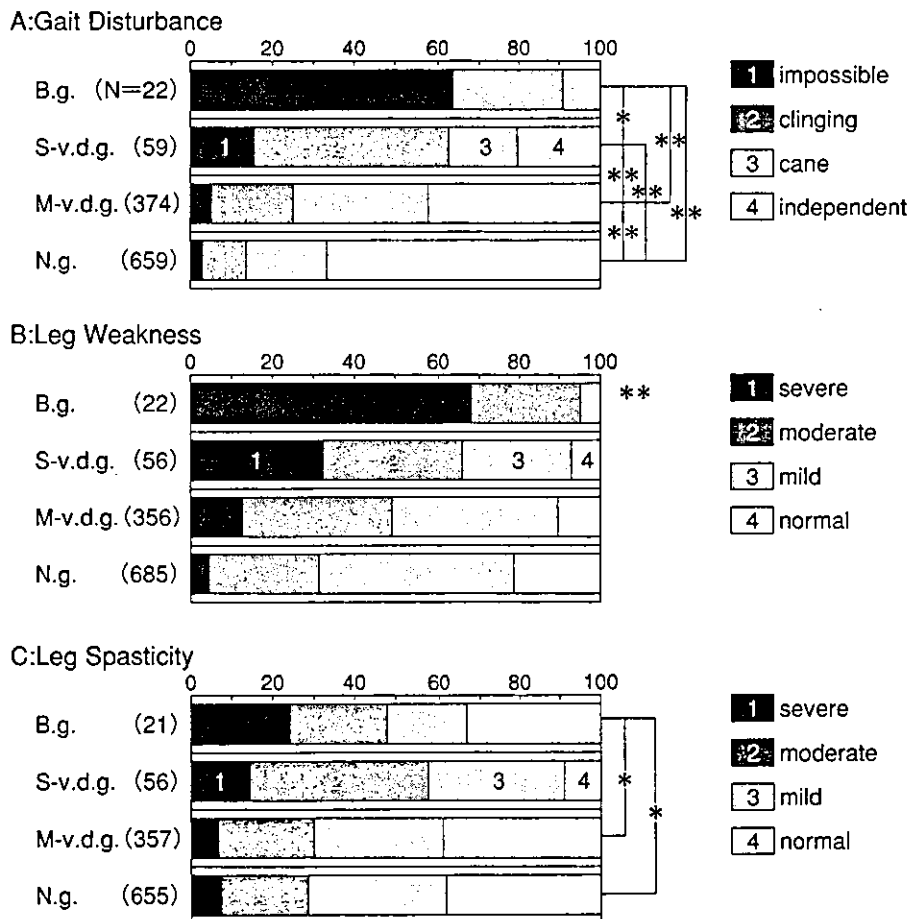 A:Gait Disturbance
0 20 40 60 80 100
B.g. (N=22)
S-v.d.g. (59) 1 3 4
M-v.d.g. (374)
N.g. (659)
* ** ** ** ** **
1 impossible
2 clinging
3 cane
4 independent
B:Leg Weakness
0 20 40 60 80 100
B.g. (22) **
S-v.d.g. (56) 1 2 3 4
M-v.d.g. (356)
N.g. (685)
1 severe
2 moderate
3 mild
4 normal
C:Leg Spasticity
0 20 40 60 80 100
B.g. (21)
S-v.d.g. (56) 1 2 3 4
M-v.d.g. (357)
N.g. (655)
* *
1 severe
2 moderate
3 mild
4 normal